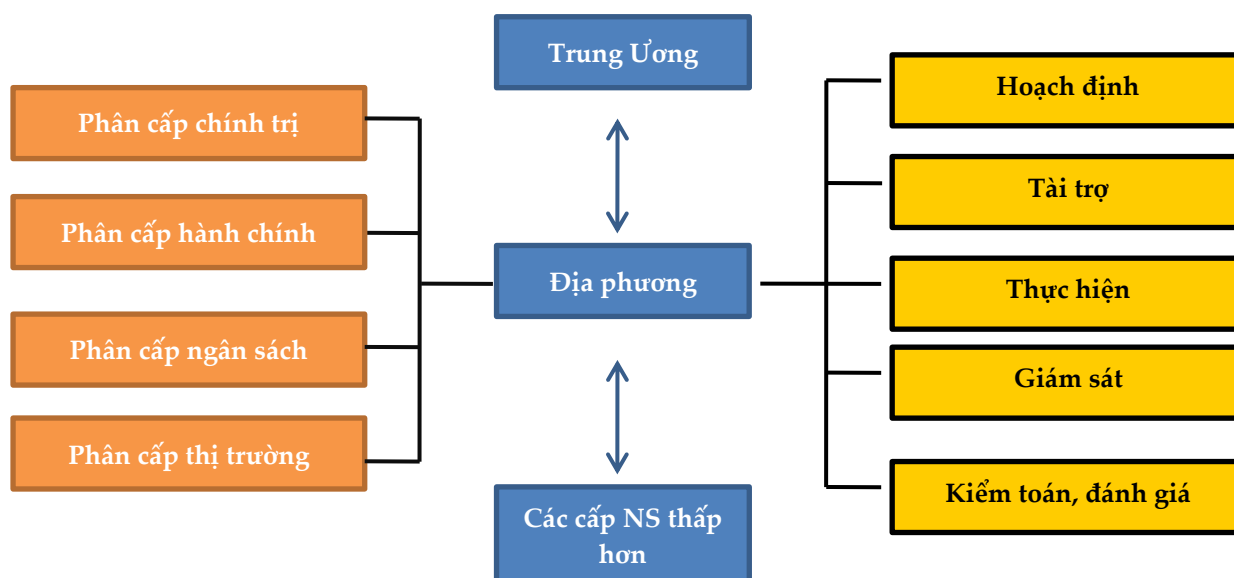 Trung Ương
Phân cấp chính trị
Phân cấp hành chính
Phân cấp ngân sách
Phân cấp thị trường
Địa phương
Các cấp NS thấp
hơn
Hoạch định
Tài trợ
Thực hiện
Giám sát
Kiểm toán, đánh giá